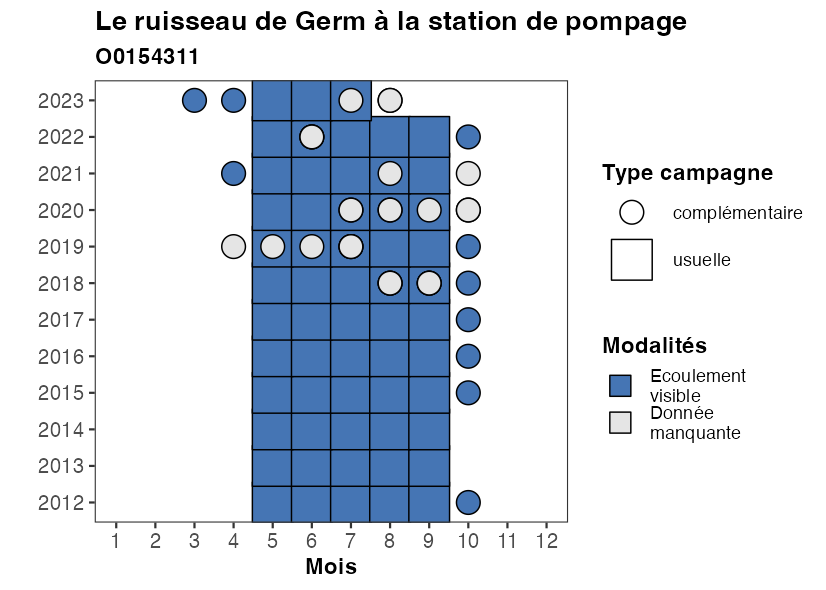 Le ruisseau de Germ à la station de pompage
O0154311
2023
2022
2021
2020
2019
2018
2017
2016
2015
2014
2013
2012
1 2 3 4 5 6 7 8 9 10 11 12
Mois
Type campagne
complémentaire
usuelle
Modalités
Ecoulement
visible
Donnée
manquante